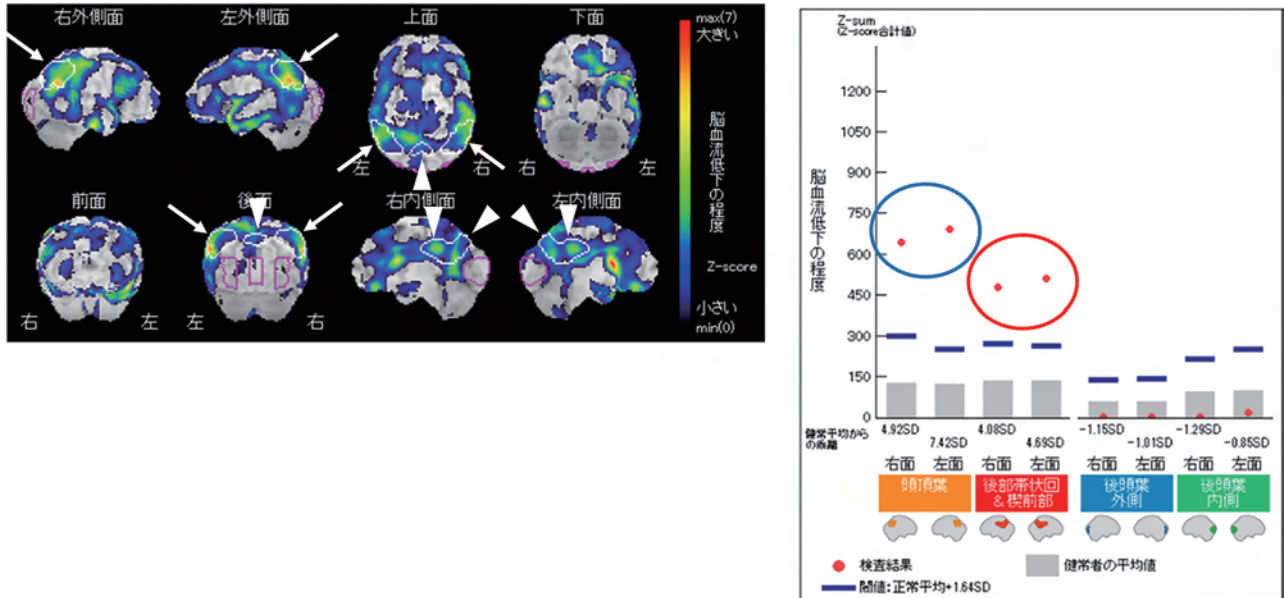 右外側面 左外側面 上面 下面
max(7)
大きい
脳血流低下の程度
Z-score
小さい
min(0)
左 右 右 左
前面 後面 右内側面 左内側面
右 左 左 右
Z-sum
(Z-score合計値)
脳血流低下の程度
1200
1050
900
750
600
450
300
150
0
健常平均からの乖離
4.92SD 7.42SD 4.08SD 4.69SD -1.15SD -1.01SD -1.29SD -0.85SD
右面 左面 右面 左面 右面 左面 右面 左面
頭頂葉
後部帯状回
&楔前部
後頭葉
外側
後頭葉
内側
検査結果
健常者の平均値
閾値:正常平均+1.64SD